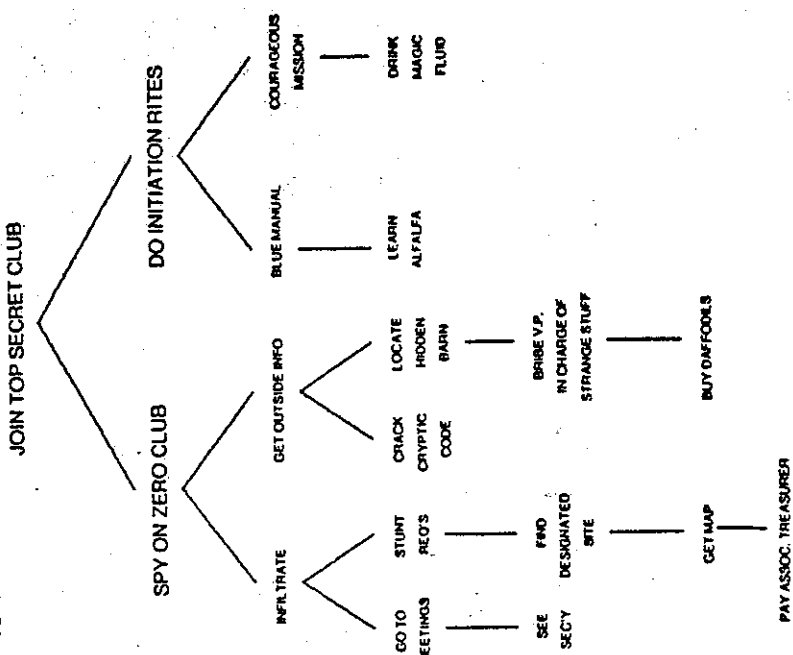 JOIN TOP SECRET CLUB
SPY ON ZERO CLUB
DO INITIATION RITES
INFILTRATE
GET OUTSIDE INFO
BLUE MANUAL
COURAGEOUS
MISSION
GO TO
EETINGS
STUNT
REQ'S
CRACK
CRYPTIC
CODE
LOCATE
HIDDEN
BARN
LEARN
ALFALFA
DRINK
MAGIC
FLUID
SEE
SEC'Y
FIND
DESIGNATED
SITE
BRIBE V.P.
IN CHARGE OF
STRANGE STUFF
GET MAP
BUY DAFFODILS
PAY ASSOC. TREASURER